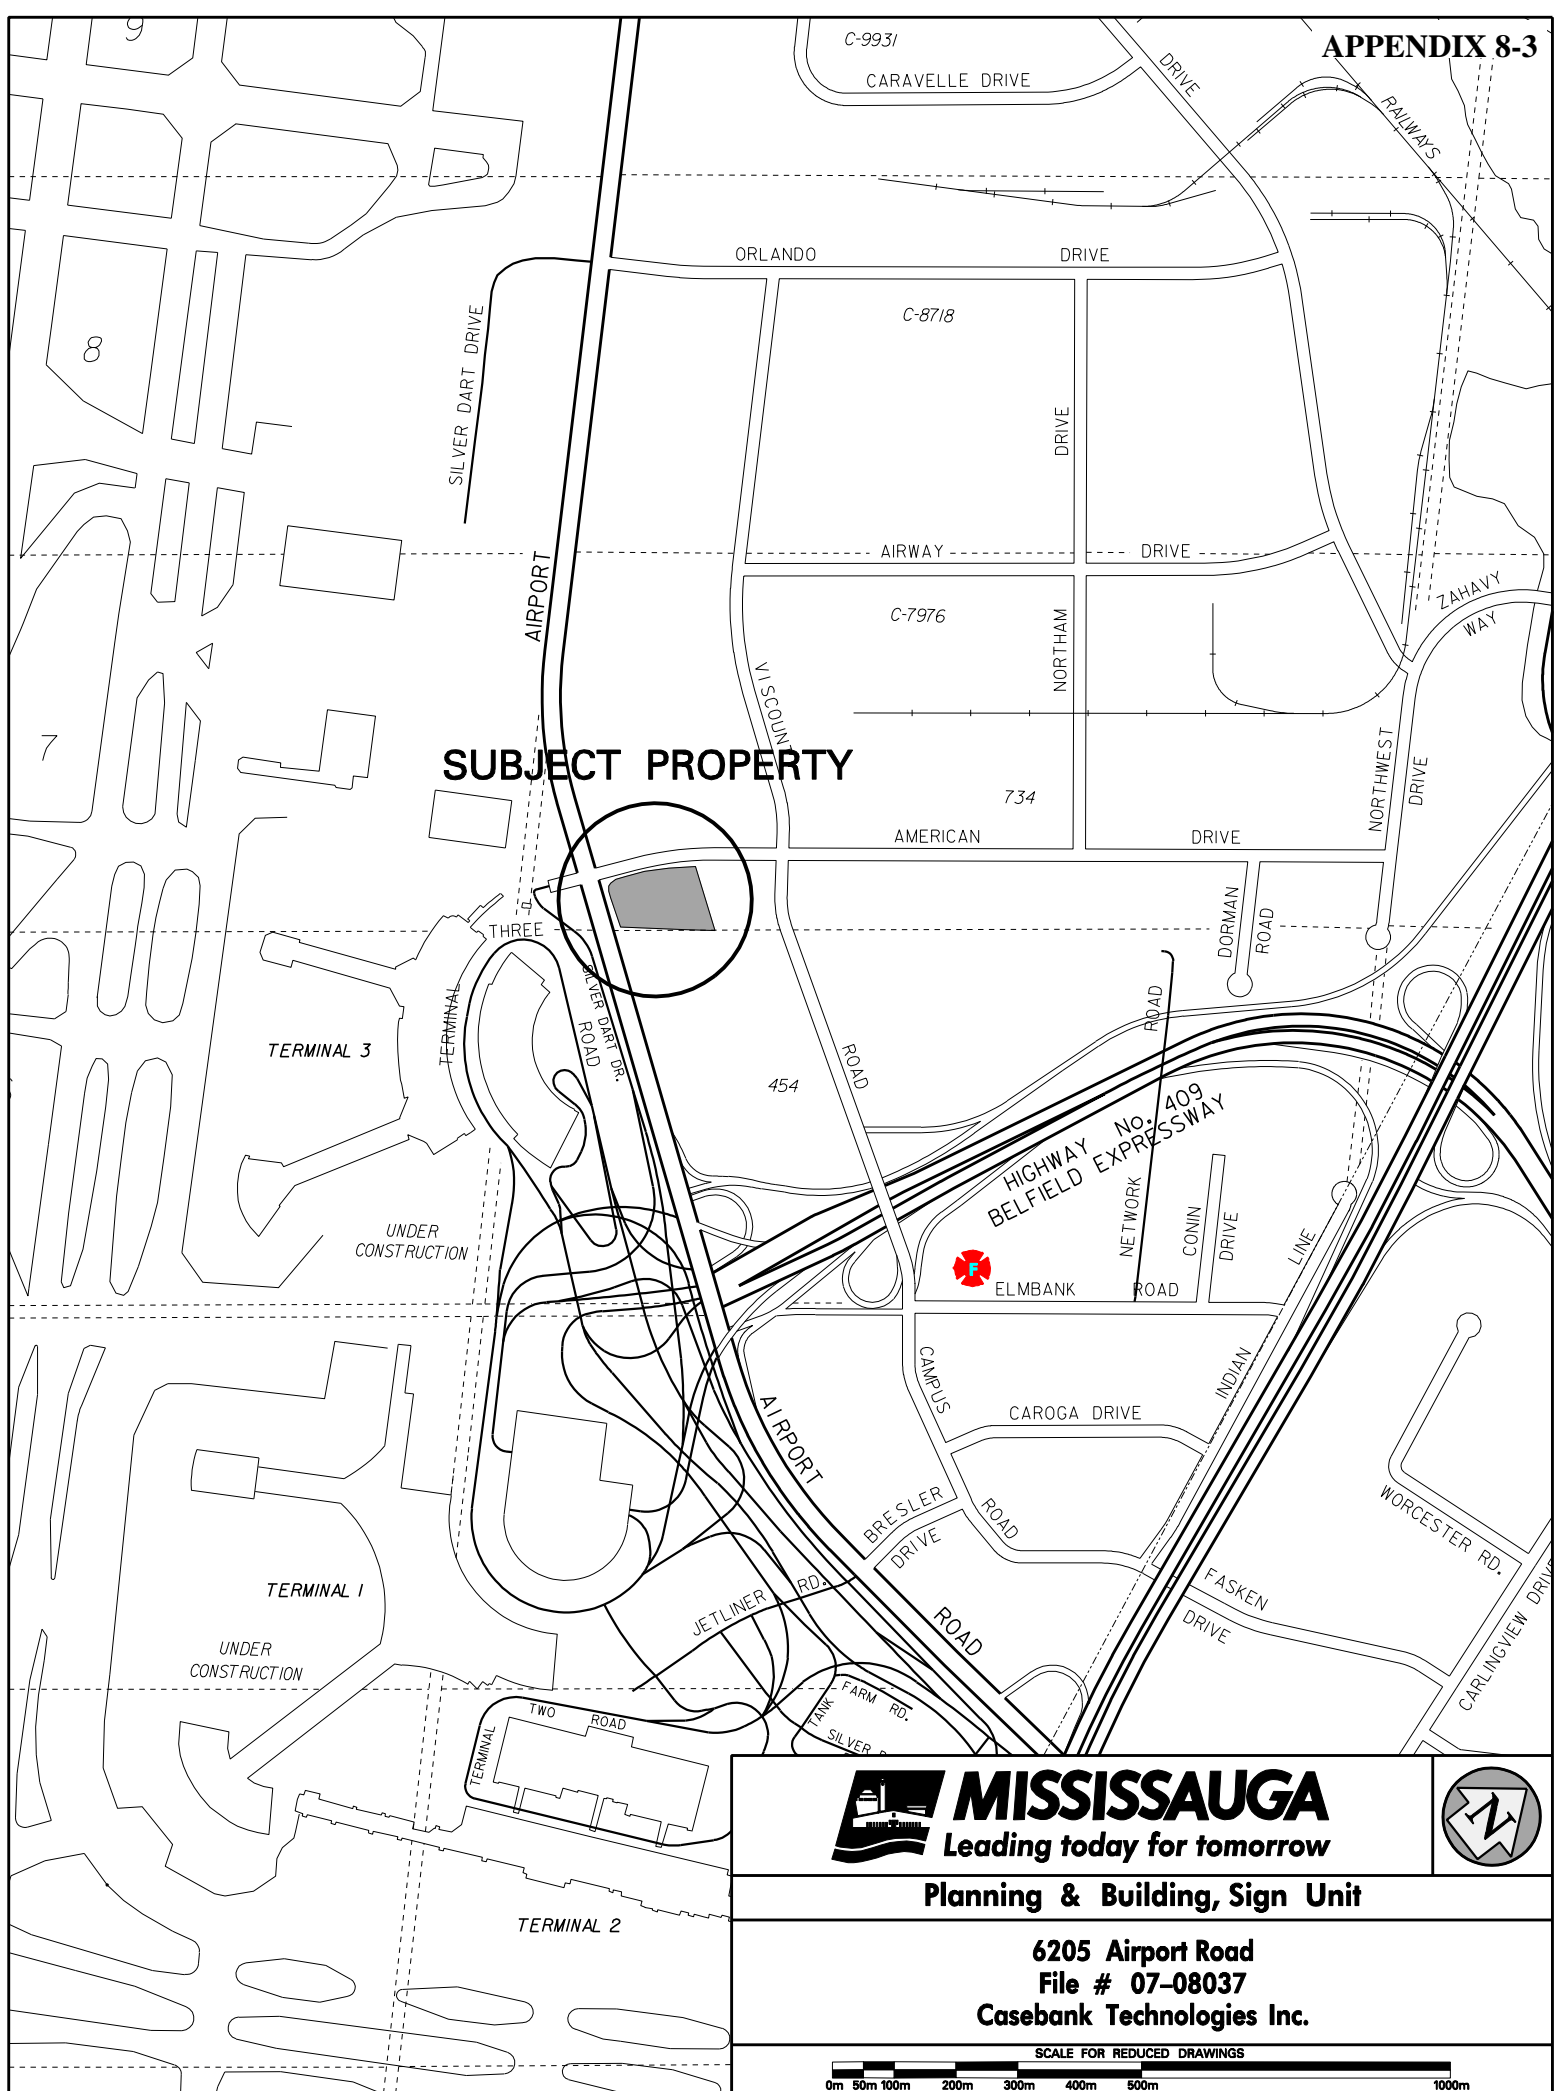 APPENDIX 8-3
9
C-9931
CARAVELLE DRIVE
DRIVE
RAILWAYS
ORLANDO DRIVE
C-8718
8
SILVER DART DRIVE
DRIVE
AIRWAY DRIVE
AIRPORT
C-7976
NORTHAM
ZAHAVY
WAY
VISCOUNT
7
SUBJECT PROPERTY
NORTHWEST
DRIVE
734
AMERICAN DRIVE
DORMAN
ROAD
THREE
TERMINAL
SILVER DART DR.
ROAD
TERMINAL 3
ROAD
ROAD
454
HIGHWAY No. 409
BELFIELD EXPRESSWAY
NETWORK
CONIN
DRIVE
LINE
UNDER
CONSTRUCTION
F
ELMBANK ROAD
CAMPUS
INDIAN
AIRPORT
CAROGA DRIVE
BRESLER
DRIVE
ROAD
WORCESTER RD.
FASKEN
DRIVE
TERMINAL 1
JETLINER RD.
ROAD
UNDER
CONSTRUCTION
CARLINGVIEW DRIV
TERMINAL
TWO ROAD
TANK
FARM RD.
SILVER
TERMINAL 2
MISSISSAUGA
Leading today for tomorrow
N
Planning & Building, Sign Unit
6205 Airport Road
File # 07-08037
Casebank Technologies Inc.
SCALE FOR REDUCED DRAWINGS
0m 50m 100m 200m 300m 400m 500m 1000m